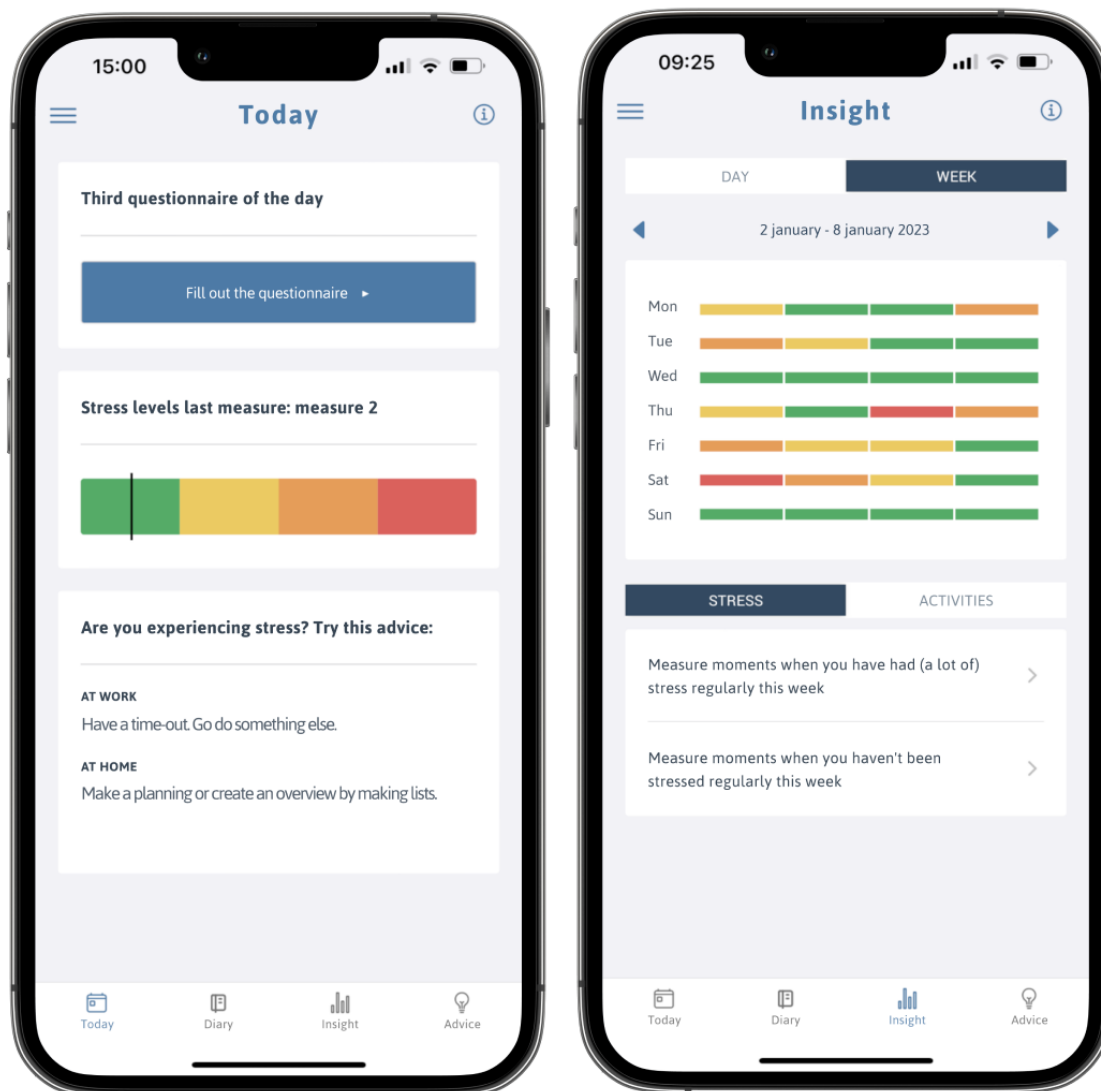 15:00
Today
Third questionnaire of the day
Fill out the questionnaire ▸
Stress levels last measure: measure 2
Are you experiencing stress? Try this advice:
AT WORK
Have a time-out. Go do something else.
AT HOME
Make a planning or create an overview by making lists.
Today
Diary
Insight
Advice
09:25
Insight
DAY
WEEK
2 january - 8 january 2023
Mon
Tue
Wed
Thu
Fri
Sat
Sun
STRESS
ACTIVITIES
Measure moments when you have had (a lot of)
stress regularly this week
Measure moments when you haven't been
stressed regularly this week
Today
Diary
Insight
Advice